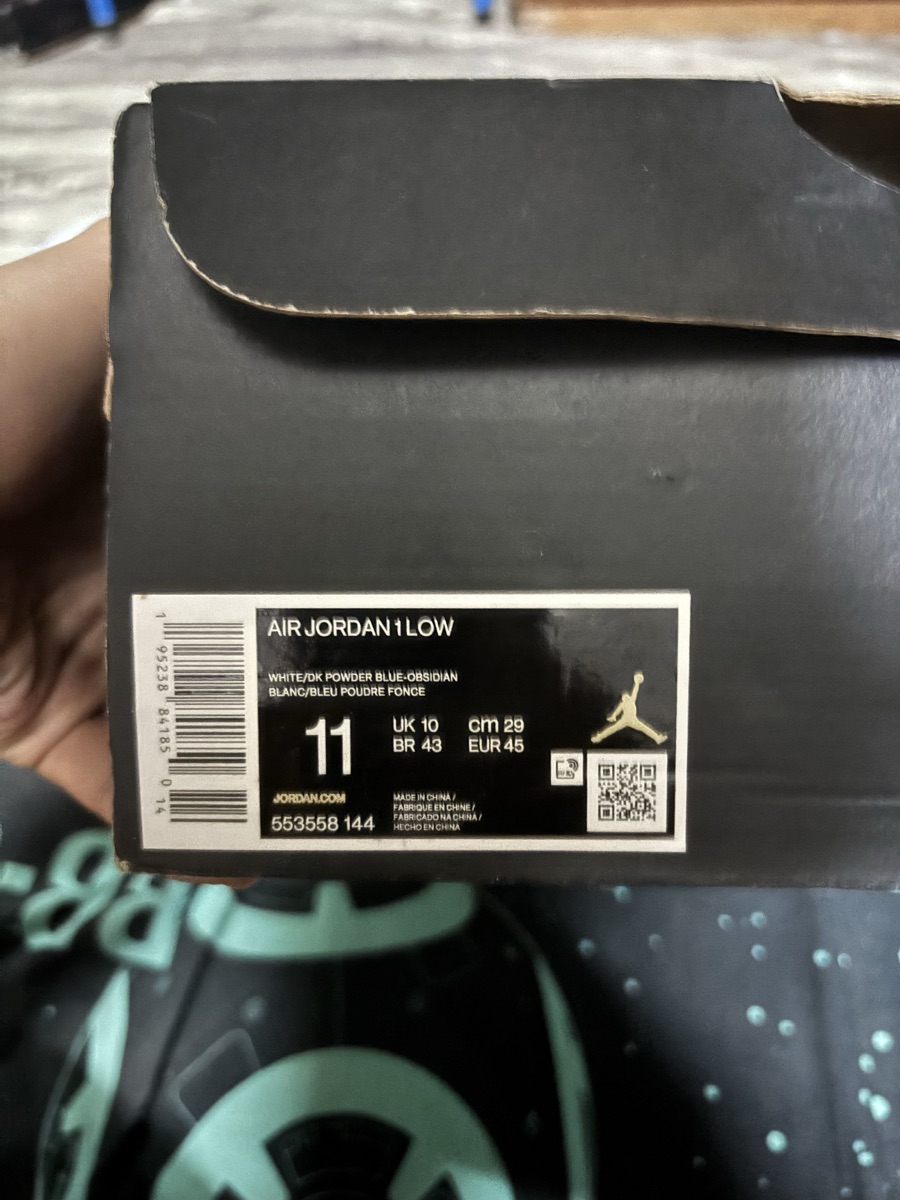 AIR JORDAN 1 LOW
WHITE/DK POWDER BLUE-OBSIDIAN
BLANC/BLEU POUDRE FONCE
11
UK 10 cm 29
BR 43 EUR 45
JORDAN.COM
553558 144
MADE IN CHINA /
FABRIQUE EN CHINE /
FABRICADO NA CHINA /
HECHO EN CHINA
1 95238 84185 0 14